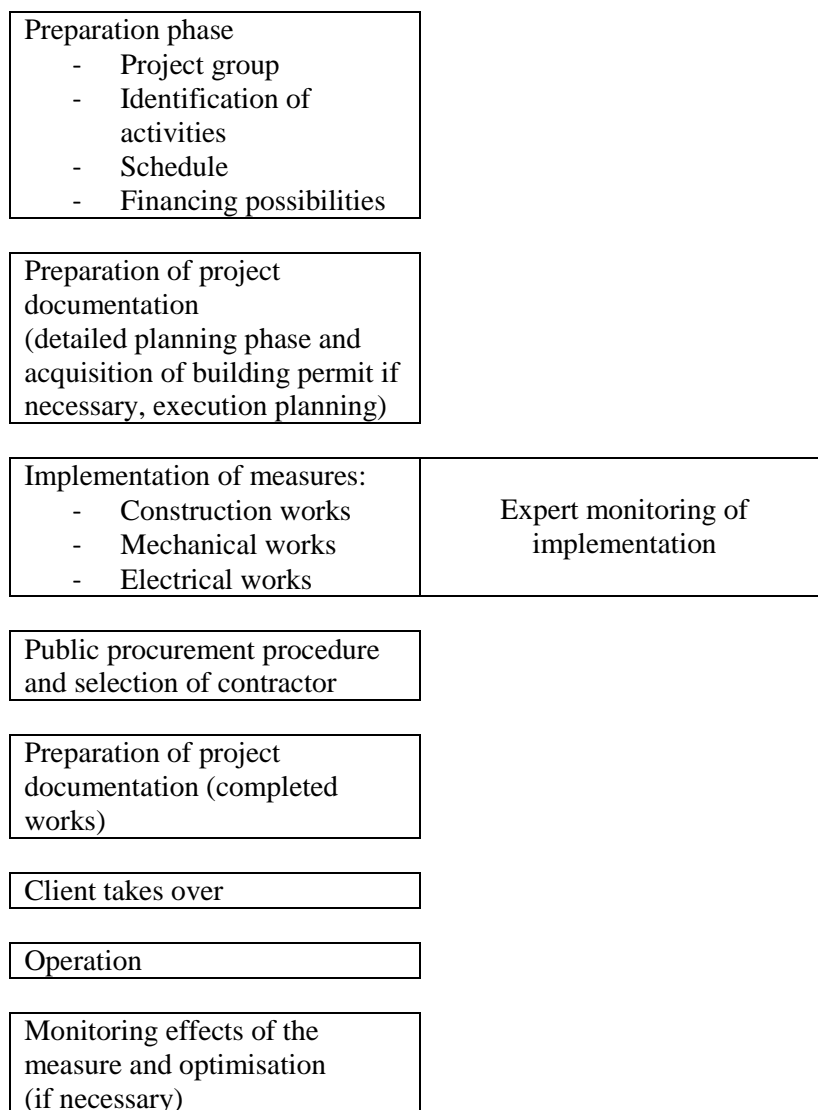 Preparation phase
- Project group
- Identification of
activities
- Schedule
- Financing possibilities
Preparation of project
documentation
(detailed planning phase and
acquisition of building permit if
necessary, execution planning)
Implementation of measures:
- Construction works
- Mechanical works
- Electrical works
Expert monitoring of
implementation
Public procurement procedure
and selection of contractor
Preparation of project
documentation (completed
works)
Client takes over
Operation
Monitoring effects of the
measure and optimisation
(if necessary)